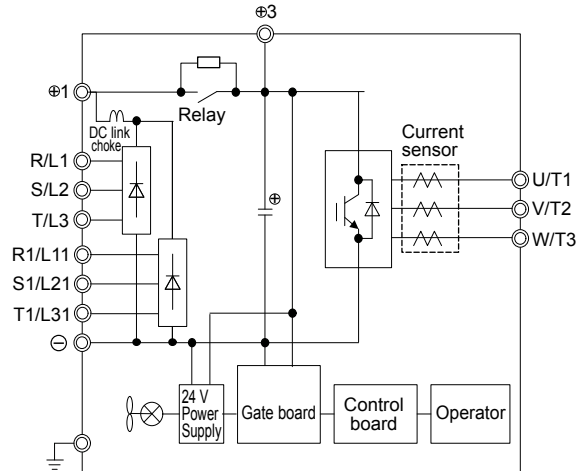 ⊕3
⊕1
Relay
DC link
choke
Current
sensor
R/L1
S/L2
T/L3
U/T1
V/T2
W/T3
⊕
R1/L11
S1/L21
T1/L31
⊖
24 V
Power
Supply
Gate board
Control
board
Operator